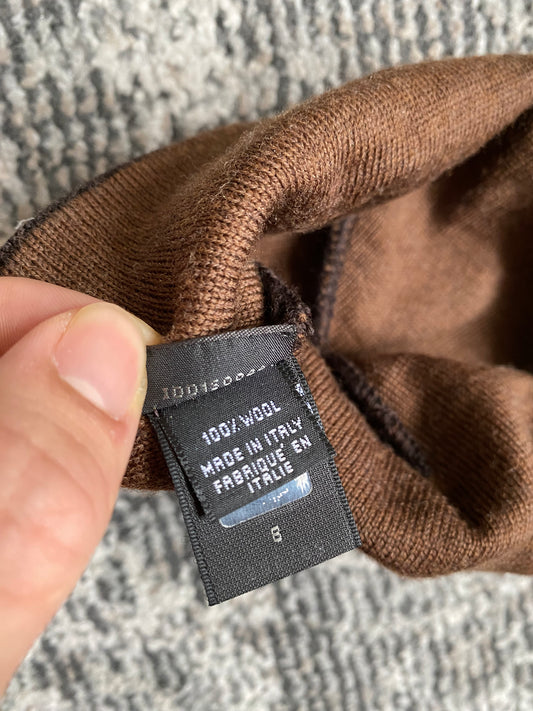 100% WOOL
MADE IN ITALY
FABRIQUÉ EN
ITALIE